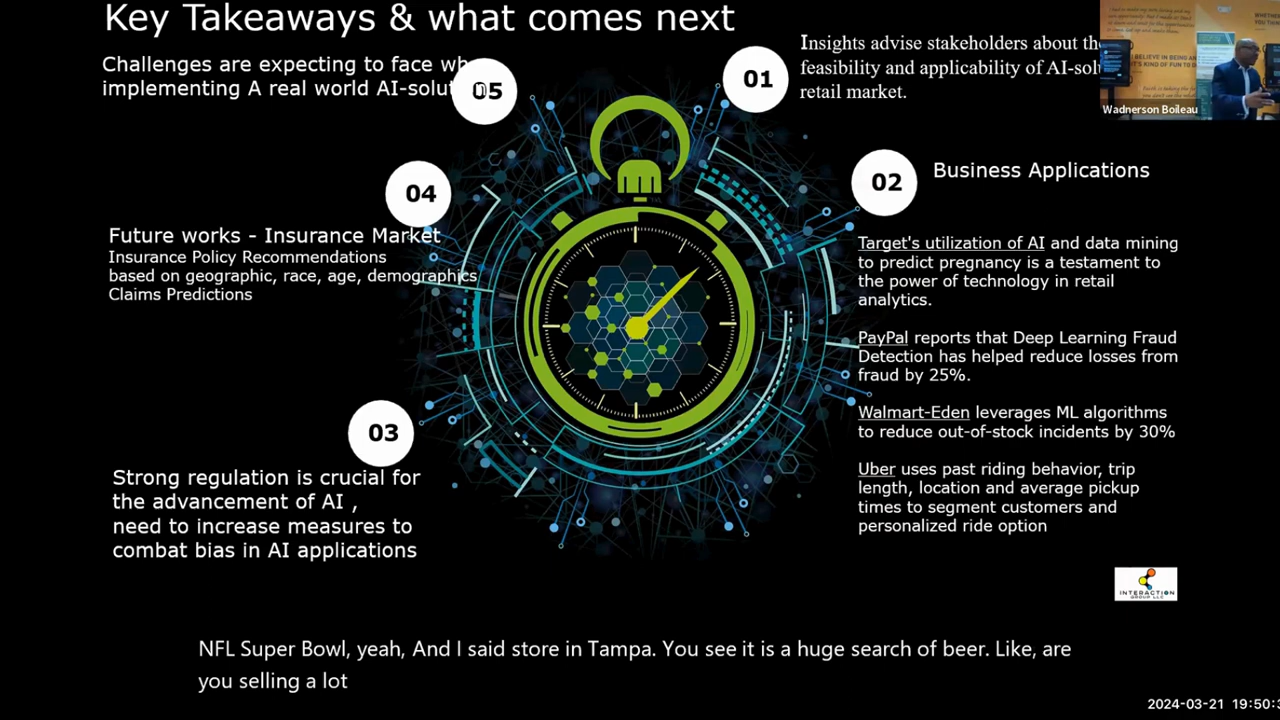 Key Takeaways & what comes next
Challenges are expecting to face
implementing A real world
05
01
Insights advise stakeholders about
feasibility and applicability of
retail market.
04
02
Business Applications
Future works - Insurance Market
Insurance Policy Recommendations
based on geographic, race, age, demographics
Claims Predictions
Target's utilization of AI and data mining
to predict pregnancy is a testament to
the power of technology in retail
analytics.
PayPal reports that Deep Learning Fraud
Detection has helped reduce losses from
fraud by 25%.
Walmart-Eden leverages ML algorithms
to reduce out-of-stock incidents by 30%
Uber uses past riding behavior, trip
length, location and average pickup
times to segment customers and
personalized ride option
03
Strong regulation is crucial for
the advancement of AI ,
need to increase measures to
combat bias in AI applications
Wadnerson Boileau
INTERACTION
GROUP LLC
NFL Super Bowl, yeah, And I said store in Tampa. You see it is a huge search of beer. Like, are
you selling a lot
2024-03-21 19:50: